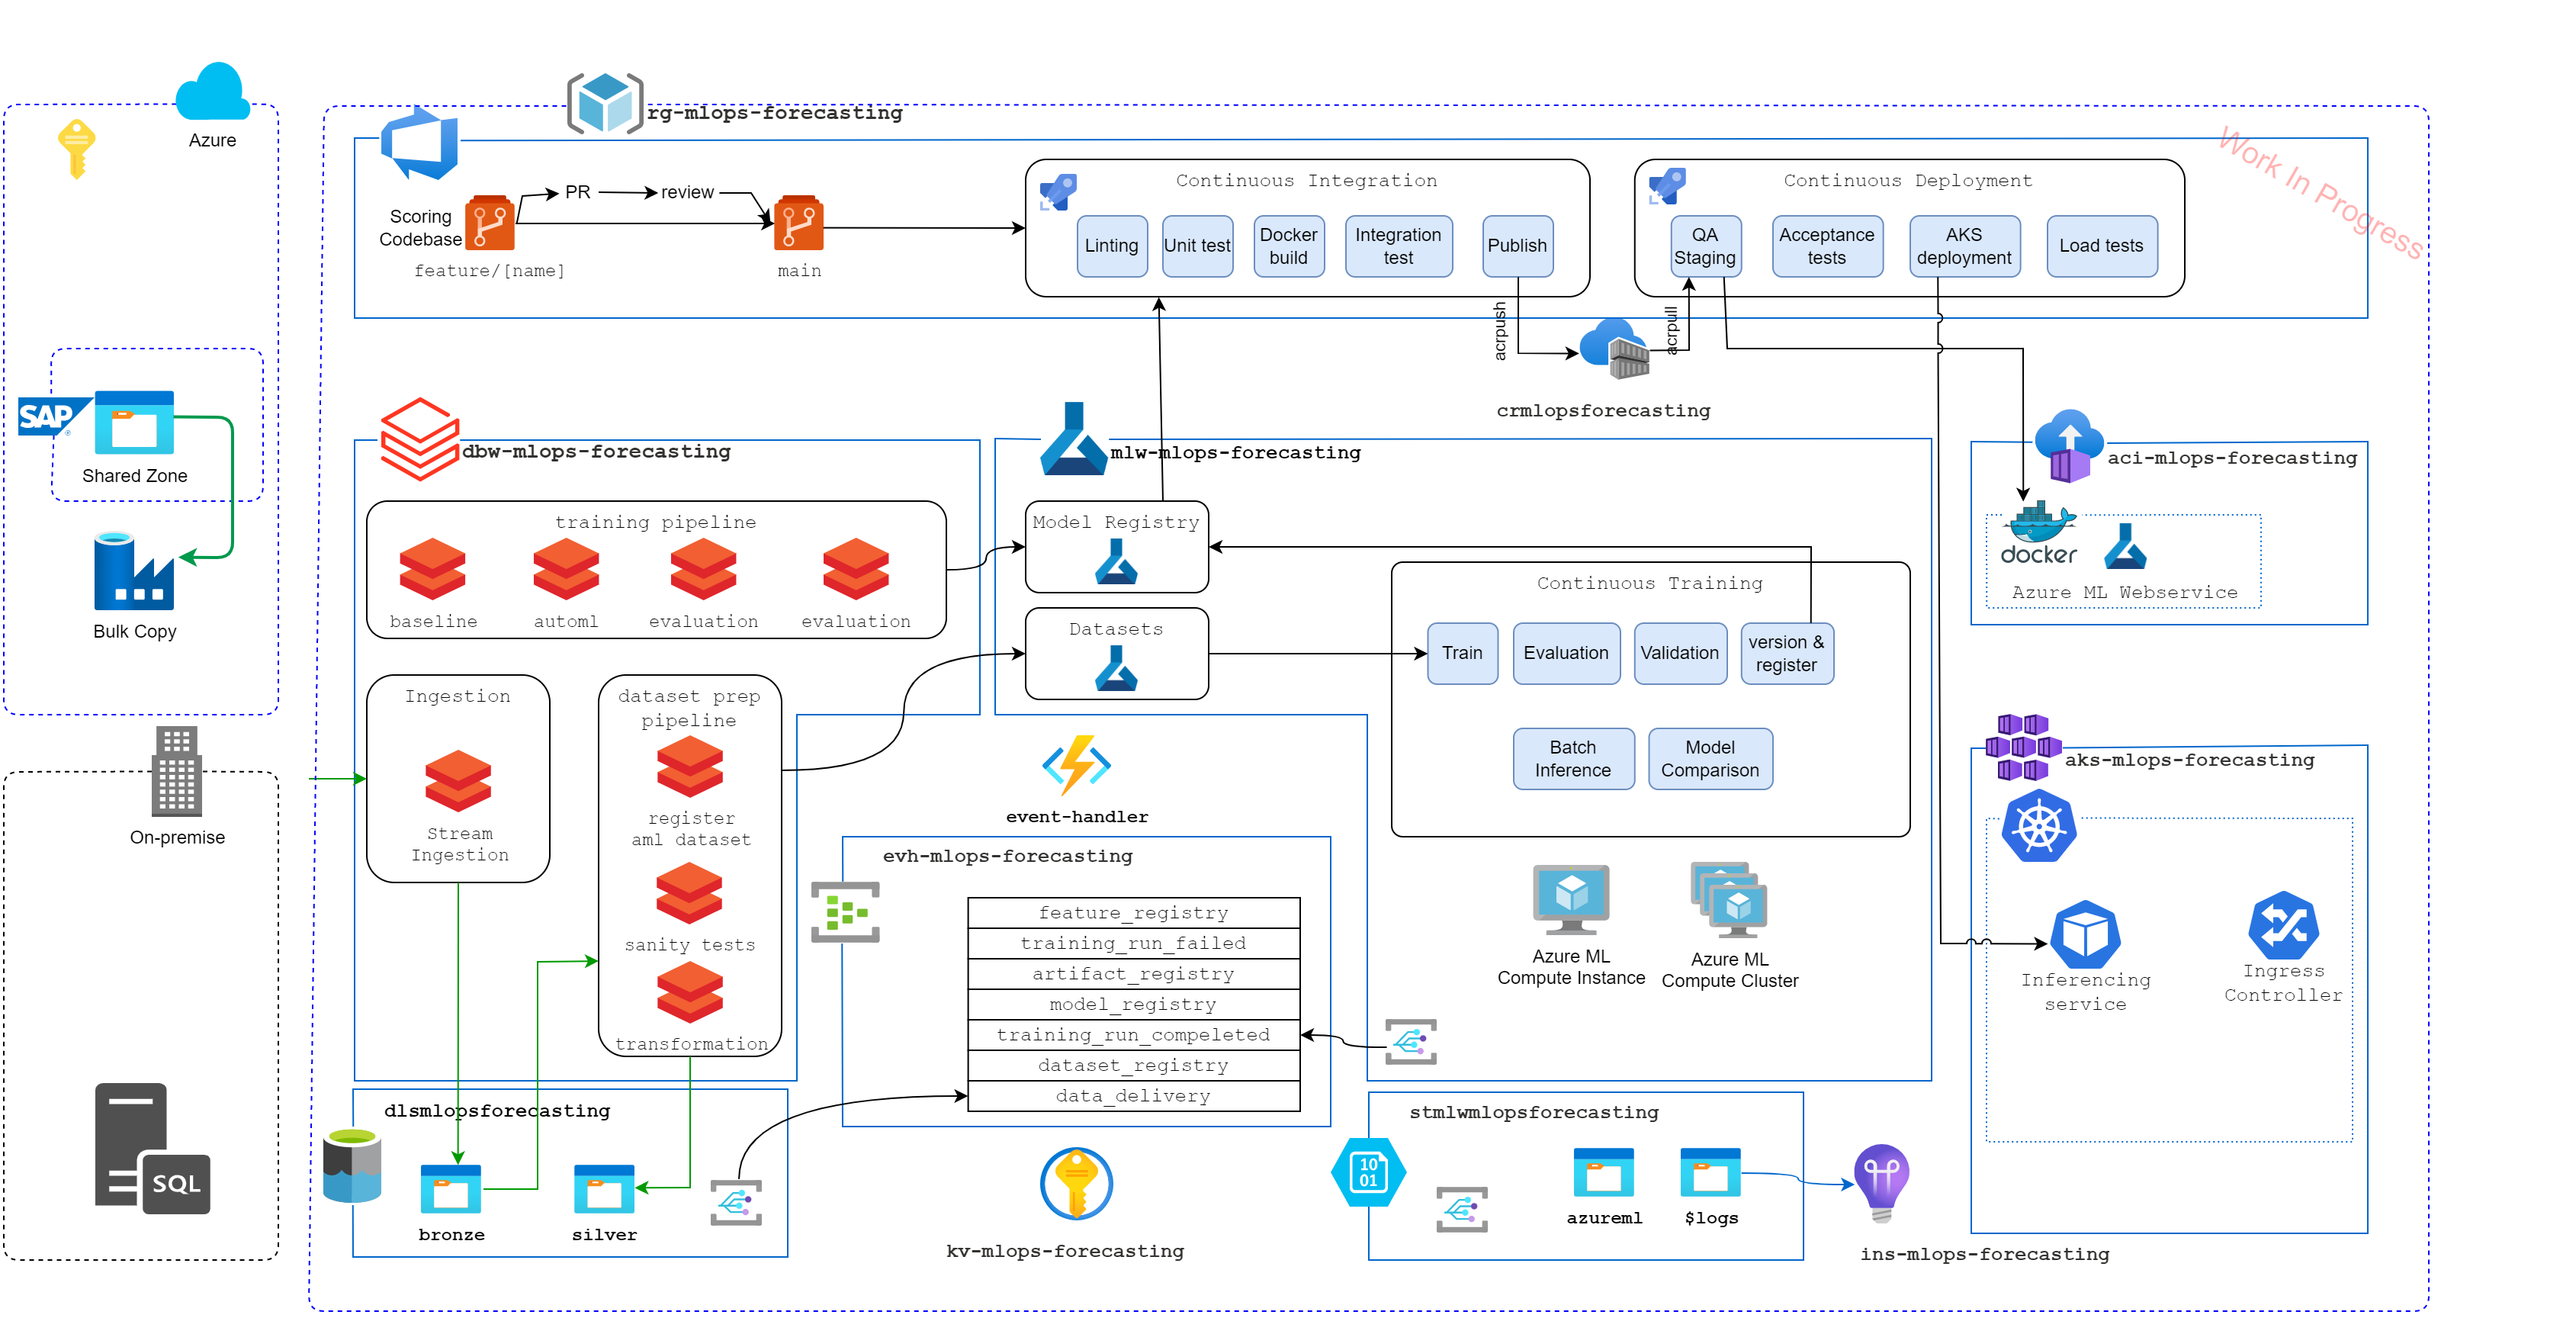 Azure
rg-mlops-forecasting
Work In Progress
Scoring
Codebase
PR
review
feature/[name]
main
Continuous Integration
Linting
Unit test
Docker
build
Integration
test
Publish
Continuous Deployment
QA
Staging
Acceptance
tests
AKS
deployment
Load tests
acrpush
acrpull
crmlopsforecasting
SAP
Shared Zone
Bulk Copy
On-premise
SQL
dbw-mlops-forecasting
training pipeline
baseline
automl
evaluation
evaluation
Ingestion
Stream
Ingestion
dataset prep
pipeline
register
aml dataset
sanity tests
transformation
mlw-mlops-forecasting
Model Registry
Datasets
Continuous Training
Train
Evaluation
Validation
version &
register
Batch
Inference
Model
Comparison
Azure ML
Compute Instance
Azure ML
Compute Cluster
event-handler
evh-mlops-forecasting
feature_registry
training_run_failed
artifact_registry
model_registry
training_run_compeleted
dataset_registry
data_delivery
aci-mlops-forecasting
docker
Azure ML Webservice
aks-mlops-forecasting
Inferencing
service
Ingress
Controller
dlsmlopsforecasting
bronze
silver
kv-mlops-forecasting
stmlwmlopsforecasting
10
01
azureml
$logs
ins-mlops-forecasting